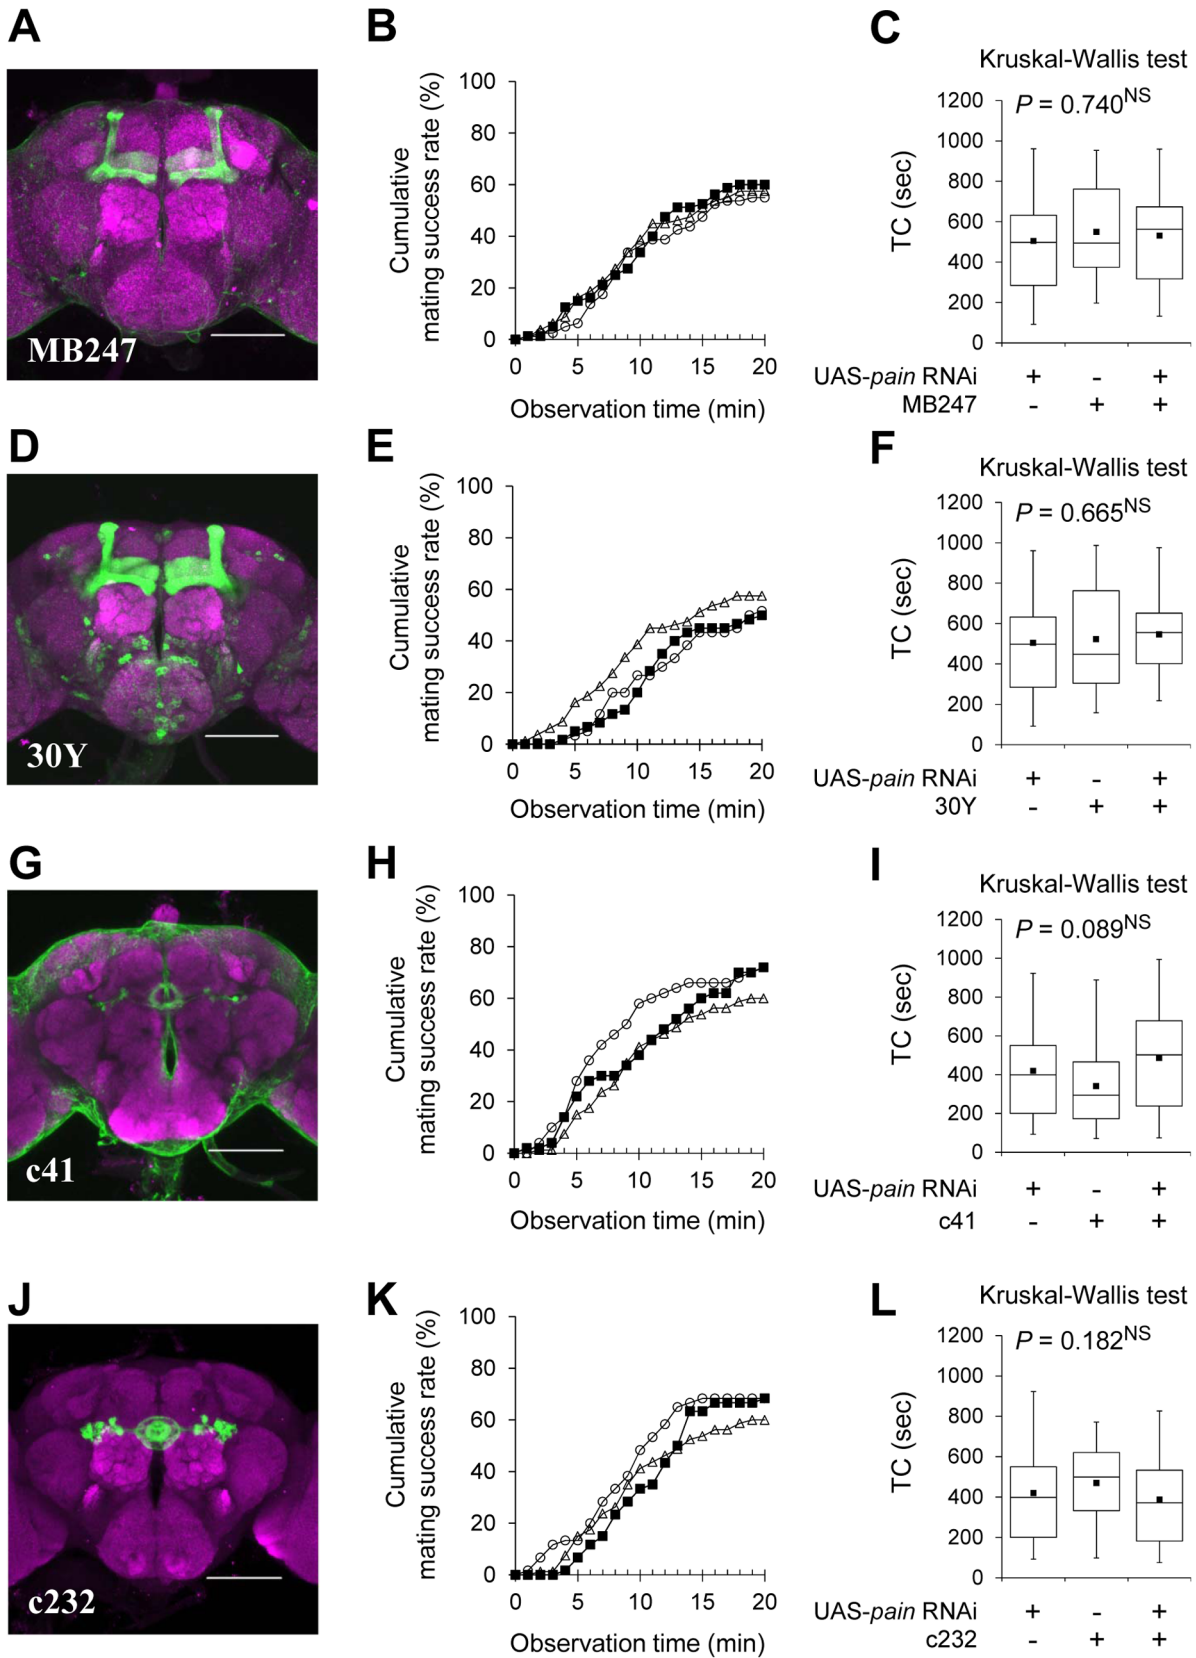 A
MB247
B
Cumulative
mating success rate (%)
100
80
60
40
20
0
0 5 10 15 20
Observation time (min)
C
Kruskal-Wallis test
P = 0.740NS
TC (sec)
1200
1000
800
600
400
200
0
UAS-pain RNAi + - +
MB247 - + +
D
30Y
E
Cumulative
mating success rate (%)
100
80
60
40
20
0
0 5 10 15 20
Observation time (min)
F
Kruskal-Wallis test
P = 0.665NS
TC (sec)
1200
1000
800
600
400
200
0
UAS-pain RNAi + - +
30Y - + +
G
c41
H
Cumulative
mating success rate (%)
100
80
60
40
20
0
0 5 10 15 20
Observation time (min)
I
Kruskal-Wallis test
P = 0.089NS
TC (sec)
1200
1000
800
600
400
200
0
UAS-pain RNAi + - +
c41 - + +
J
c232
K
Cumulative
mating success rate (%)
100
80
60
40
20
0
0 5 10 15 20
Observation time (min)
L
Kruskal-Wallis test
P = 0.182NS
TC (sec)
1200
1000
800
600
400
200
0
UAS-pain RNAi + - +
c232 - + +